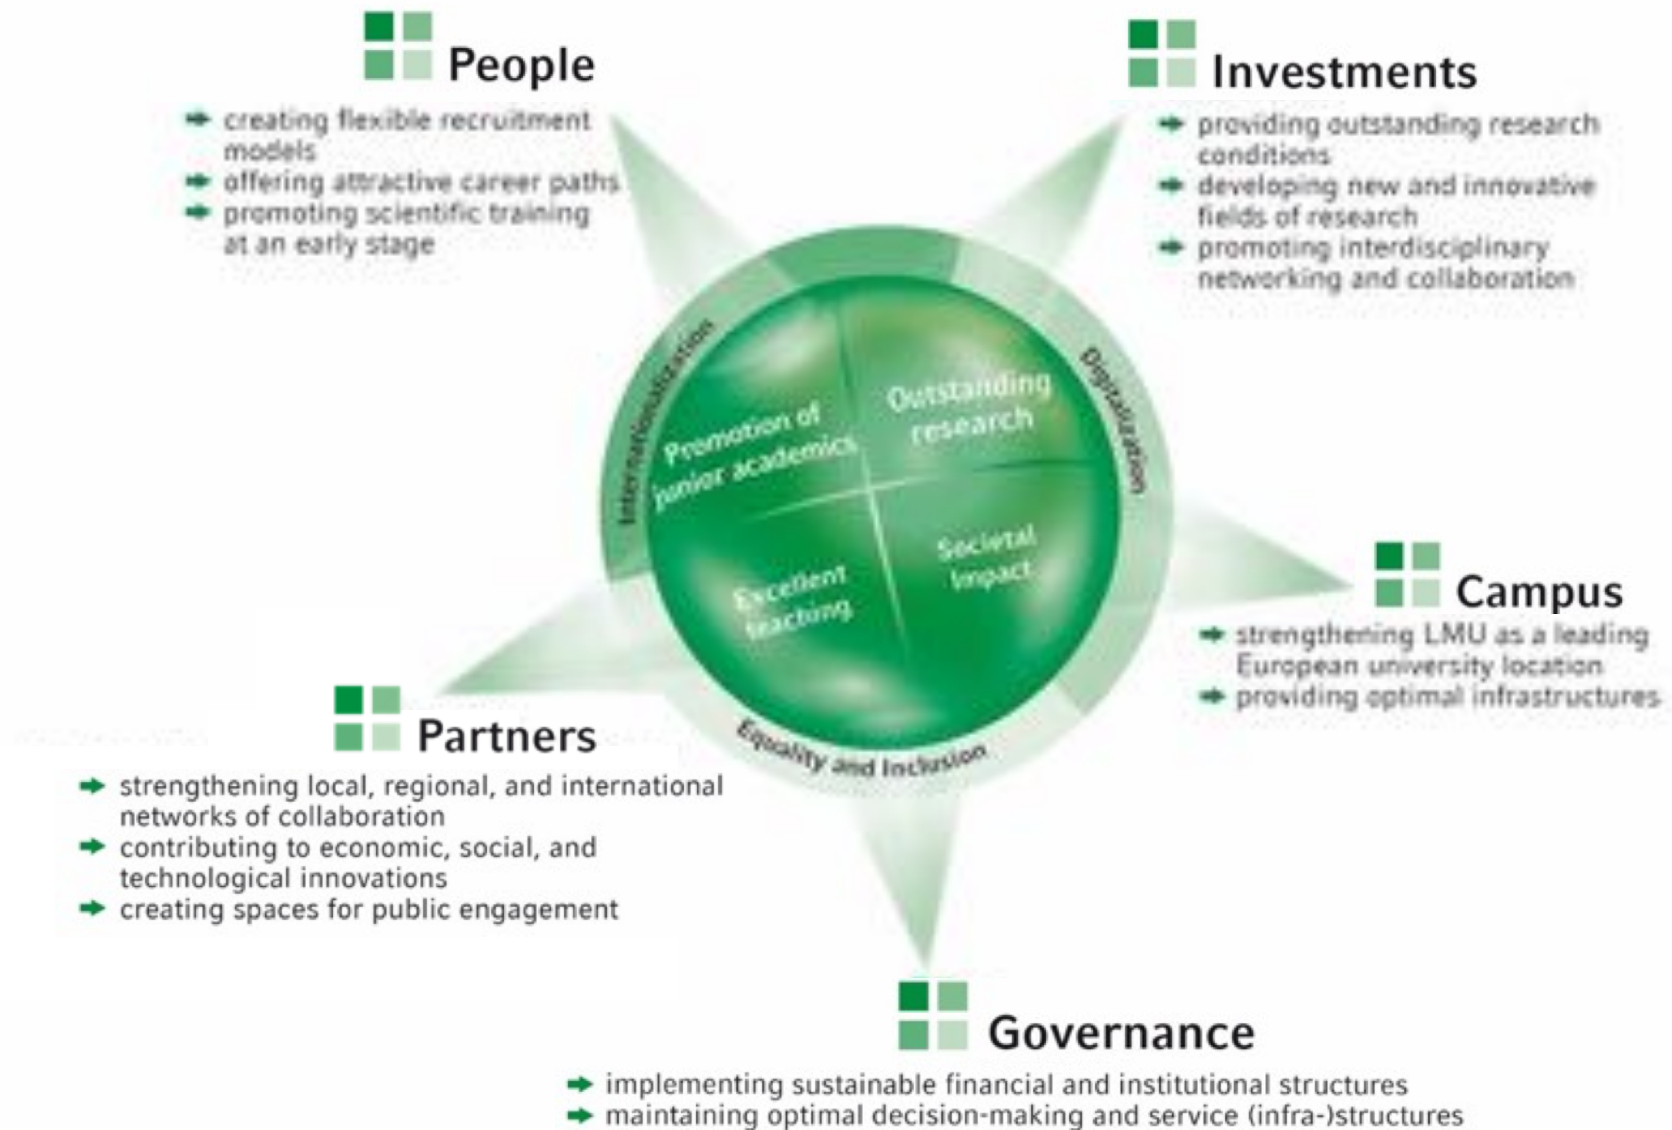 People
creating flexible recruitment
models
offering attractive career paths
promoting scientific training
at an early stage
Investments
providing outstanding research
conditions
developing new and innovative
fields of research
promoting interdisciplinary
networking and collaboration
Internationalization
Digitalization
Promotion of
junior academics
Outstanding
research
Excellent
teaching
Societal
Impact
Equality and Inclusion
Campus
strengthening LMU as a leading
European university location
providing optimal infrastructures
Partners
strengthening local, regional, and international
networks of collaboration
contributing to economic, social, and
technological innovations
creating spaces for public engagement
Governance
implementing sustainable financial and institutional structures
maintaining optimal decision-making and service (infra-)structures